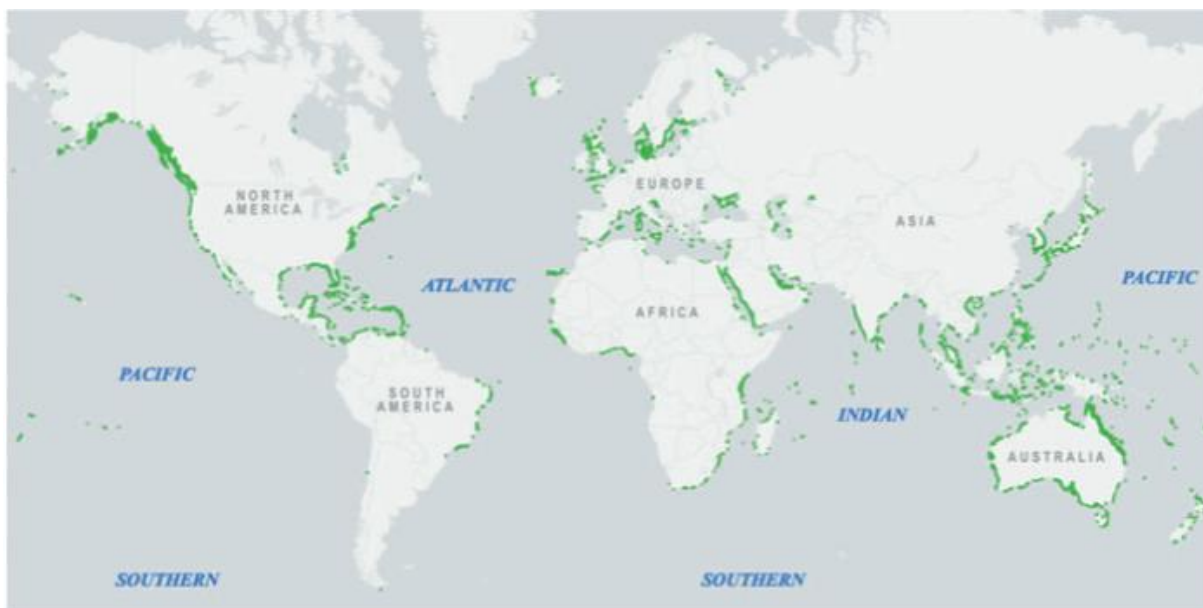 NORTH
AMERICA
EUROPE
ASIA
ATLANTIC
PACIFIC
AFRICA
PACIFIC
SOUTH
AMERICA
INDIAN
AUSTRALIA
SOUTHERN
SOUTHERN